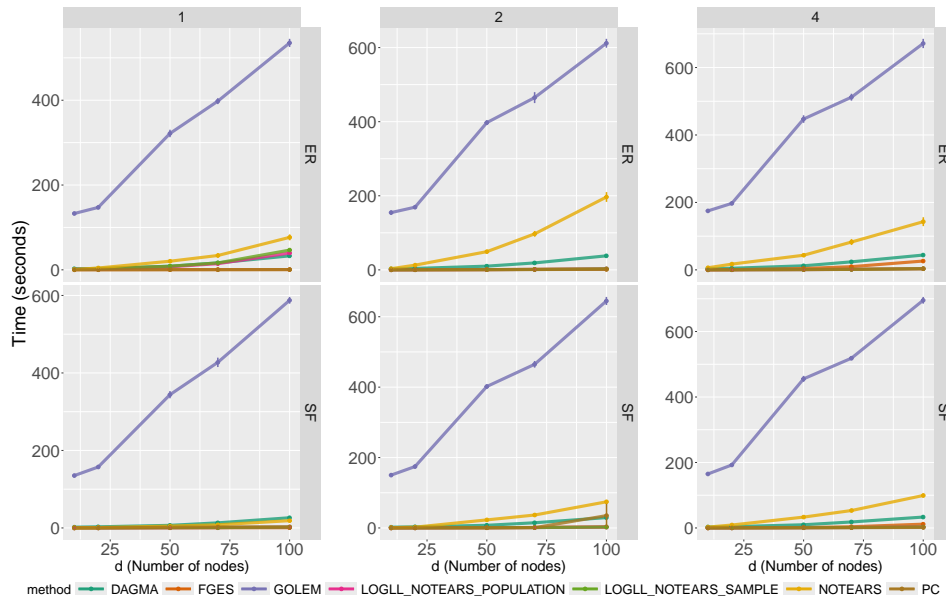 1 2 4
Time (seconds)
400
200
0
ER
600
400
200
0
ER
600
400
200
0
ER
600
400
200
0
SF
600
400
200
0
SF
600
400
200
0
SF
25 50 75 100
25 50 75 100
25 50 75 100
d (Number of nodes) d (Number of nodes) d (Number of nodes)
method DAGMA FGES GOLEM LOGLL_NOTEARS_POPULATION LOGLL_NOTEARS_SAMPLE NOTEARS PC